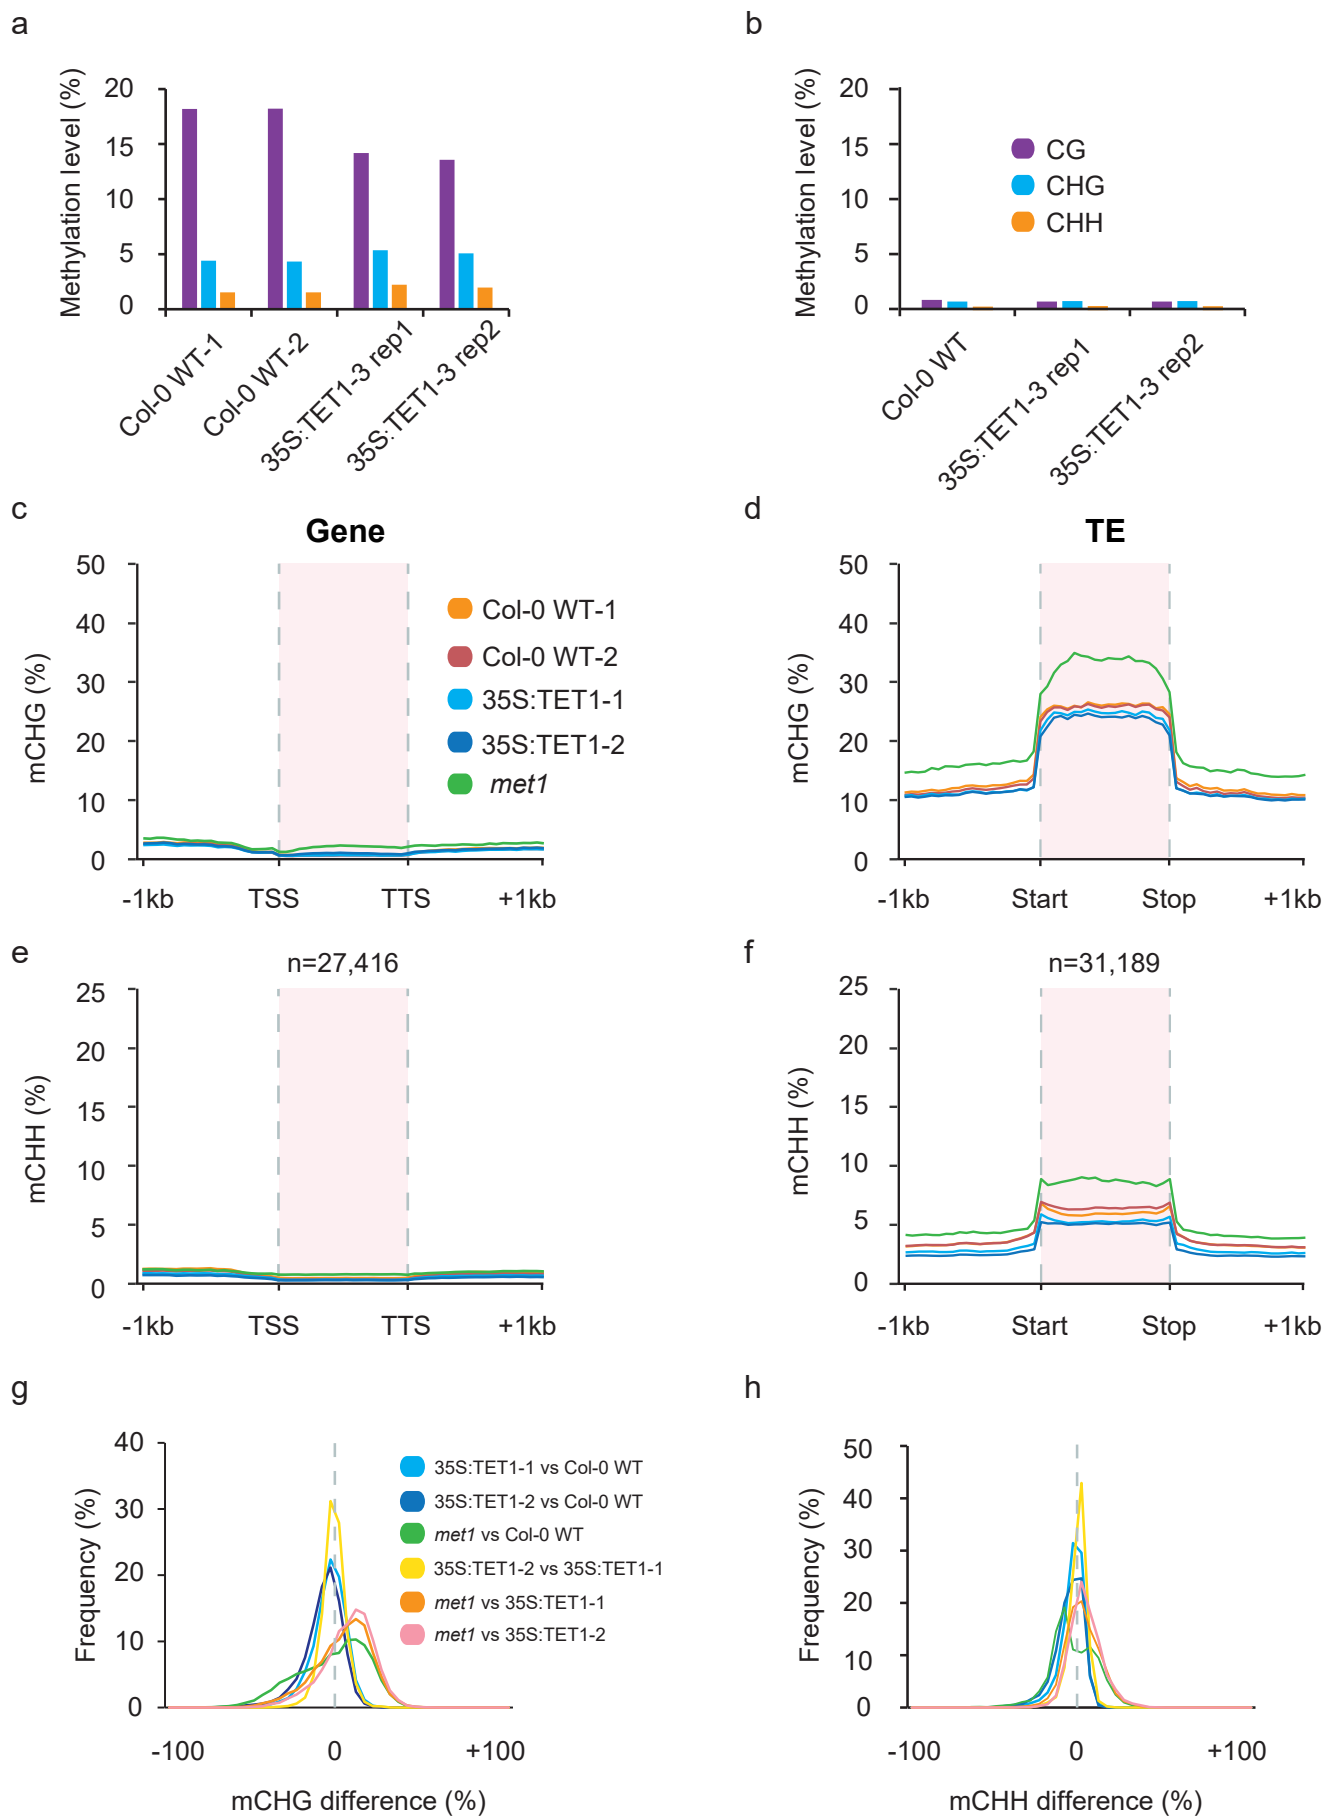 a
Methylation level (%)
20
15
10
5
0
Col-0 WT-1
Col-0 WT-2
35S:TET1-3 rep1
35S:TET1-3 rep2
b
Methylation level (%)
20
15
10
5
0
CG
CHG
CHH
Col-0 WT
35S:TET1-3 rep1
35S:TET1-3 rep2
c
Gene
mCHG (%)
50
40
30
20
10
0
Col-0 WT-1
Col-0 WT-2
35S:TET1-1
35S:TET1-2
met1
-1kb TSS TTS +1kb
d
TE
mCHG (%)
50
40
30
20
10
0
-1kb Start Stop +1kb
e
n=27,416
mCHH (%)
25
20
15
10
5
0
-1kb TSS TTS +1kb
f
n=31,189
mCHH (%)
25
20
15
10
5
0
-1kb Start Stop +1kb
g
Frequency (%)
40
30
20
10
0
35S:TET1-1 vs Col-0 WT
35S:TET1-2 vs Col-0 WT
met1 vs Col-0 WT
35S:TET1-2 vs 35S:TET1-1
met1 vs 35S:TET1-1
met1 vs 35S:TET1-2
-100 0 +100
mCHG difference (%)
h
Frequency (%)
50
40
30
20
10
0
-100 0 +100
mCHH difference (%)